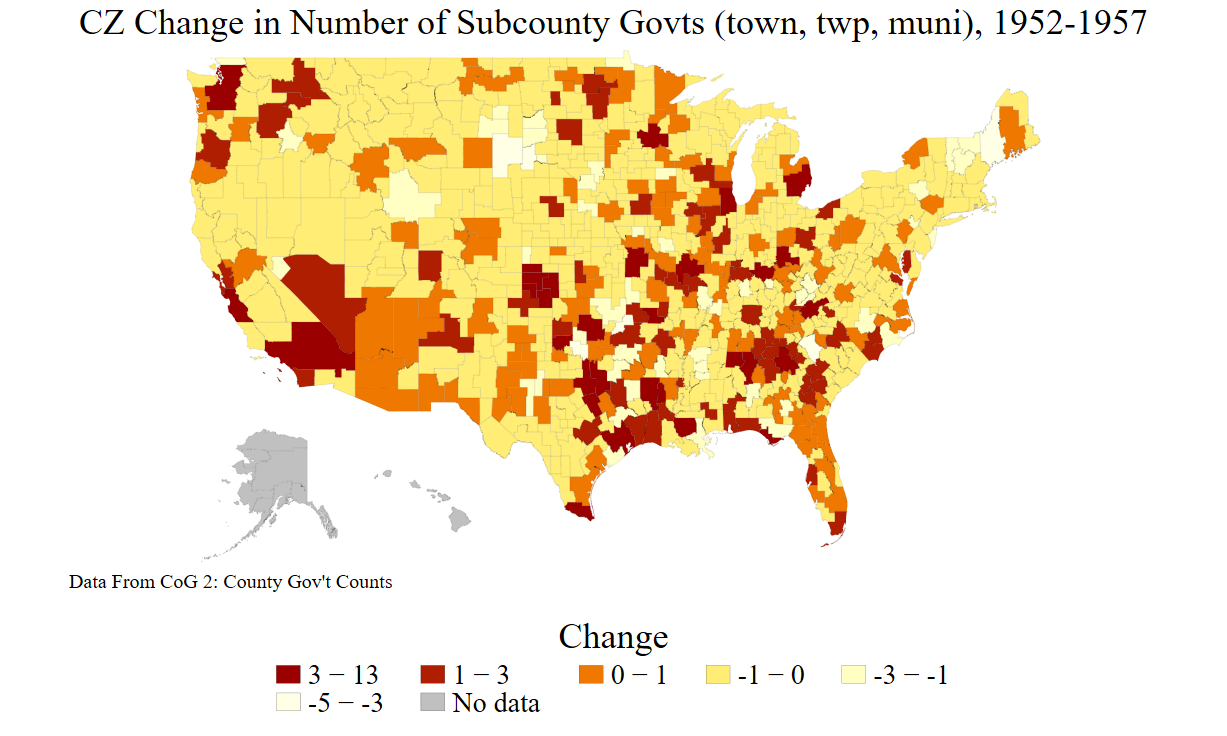 CZ Change in Number of Subcounty Govts (town, twp, muni), 1952-1957
Data From CoG 2: County Gov't Counts
Change
3 − 13 1 − 3 0 − 1 -1 − 0 -3 − -1
-5 − -3 No data